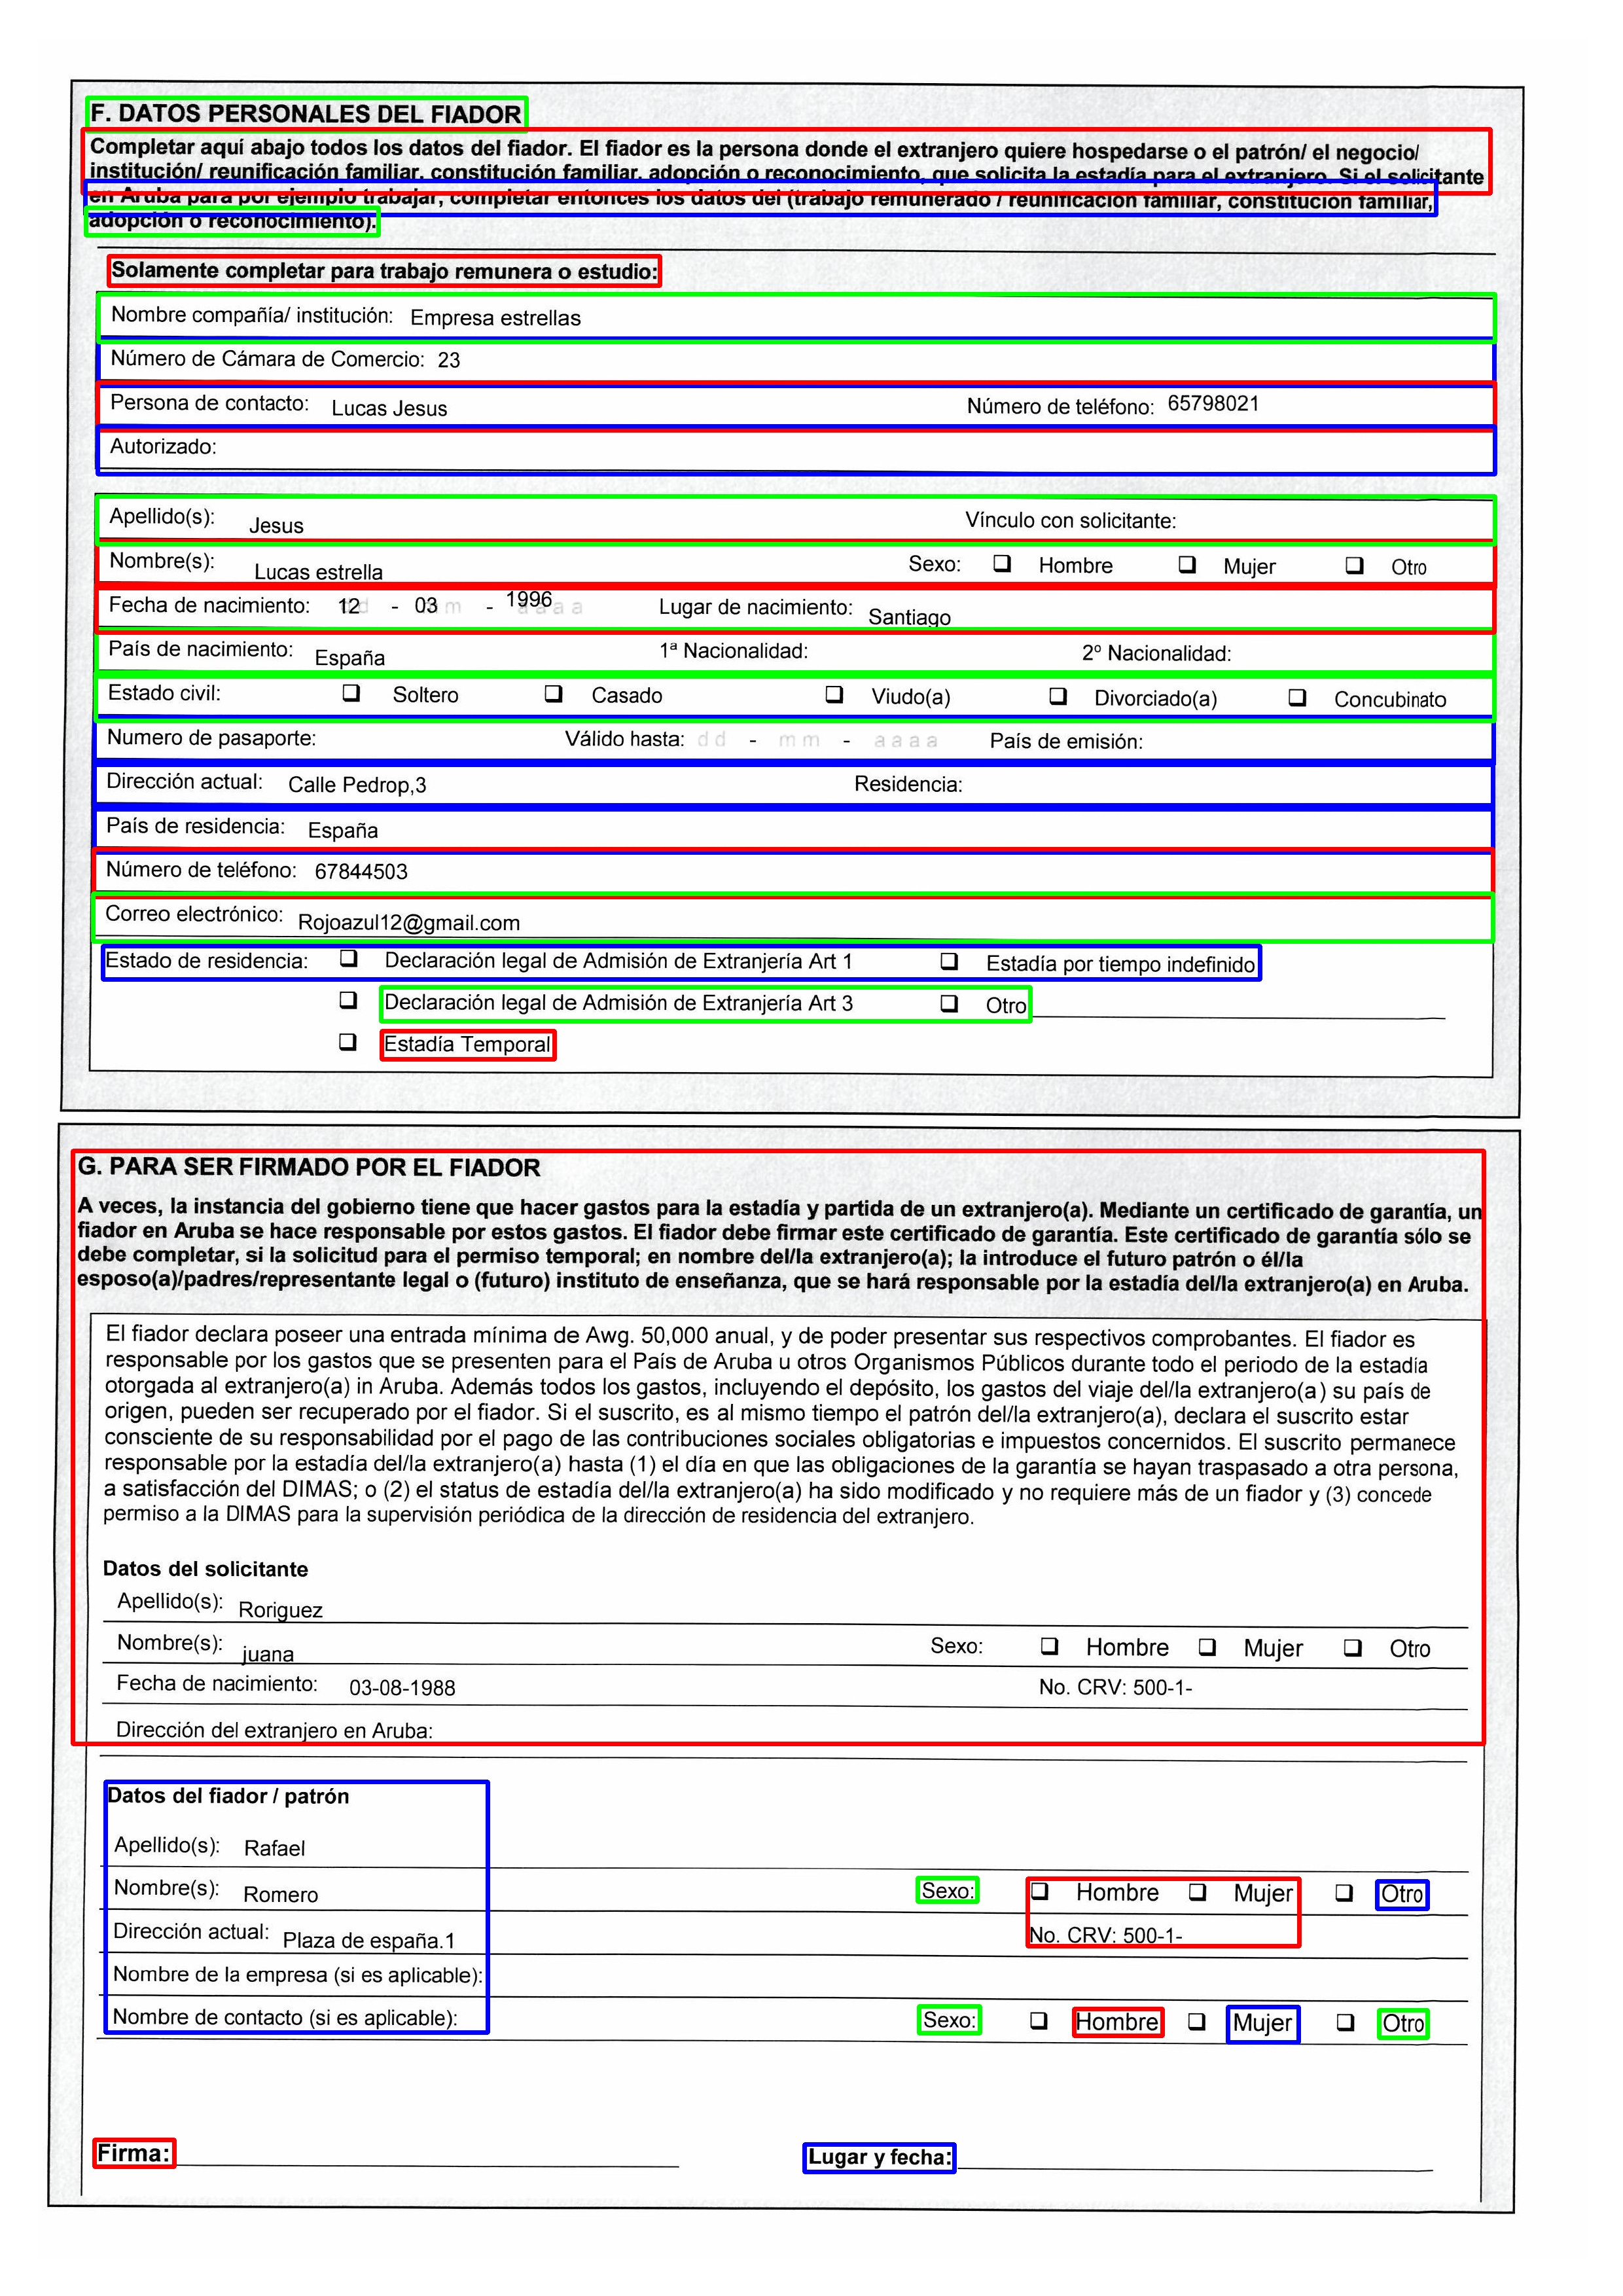 F. DATOS PERSONALES DEL FIADOR
Completar aquí abajo todos los datos del fiador. El fiador es la persona donde el extranjero quiere hospedarse o el patrón/ el negocio/
institución/ reunificación familiar, constitución familiar, adopción o reconocimiento, que solicita la estadía para el extranjero. Si el solicitante
en Aruba para por ejemplo trabajar, completar entonces los datos del (trabajo remunerado / reunificación familiar, constitución familiar,
adopción o reconocimiento).
Solamente completar para trabajo remunera o estudio:
Nombre compañía/ institución: Empresa estrellas
Número de Cámara de Comercio: 23
Persona de contacto: Lucas Jesus Número de teléfono: 65798021
Autorizado:
Apellido(s): Jesus Vínculo con solicitante:
Nombre(s): Lucas estrella Sexo: ❑ Hombre ❑ Mujer ❑ Otro
Fecha de nacimiento: 12 - 03 - 1996 Lugar de nacimiento: Santiago
País de nacimiento: España 1ª Nacionalidad: 2º Nacionalidad:
Estado civil: ❑ Soltero ❑ Casado ❑ Viudo(a) ❑ Divorciado(a) ❑ Concubinato
Numero de pasaporte: Válido hasta: dd - mm - aaaa País de emisión:
Dirección actual: Calle Pedrop,3 Residencia:
País de residencia: España
Número de teléfono: 67844503
Correo electrónico: Rojoazul12@gmail.com
Estado de residencia: ❑ Declaración legal de Admisión de Extranjería Art 1 ❑ Estadía por tiempo indefinido
❑ Declaración legal de Admisión de Extranjería Art 3 ❑ Otro
❑ Estadía Temporal
G. PARA SER FIRMADO POR EL FIADOR
A veces, la instancia del gobierno tiene que hacer gastos para la estadía y partida de un extranjero(a). Mediante un certificado de garantía, un
fiador en Aruba se hace responsable por estos gastos. El fiador debe firmar este certificado de garantía. Este certificado de garantía sólo se
debe completar, si la solicitud para el permiso temporal; en nombre del/la extranjero(a); la introduce el futuro patrón o él/la
esposo(a)/padres/representante legal o (futuro) instituto de enseñanza, que se hará responsable por la estadía del/la extranjero(a) en Aruba.
El fiador declara poseer una entrada mínima de Awg. 50,000 anual, y de poder presentar sus respectivos comprobantes. El fiador es
responsable por los gastos que se presenten para el País de Aruba u otros Organismos Públicos durante todo el periodo de la estadía
otorgada al extranjero(a) in Aruba. Además todos los gastos, incluyendo el depósito, los gastos del viaje del/la extranjero(a) su país de
origen, pueden ser recuperado por el fiador. Si el suscrito, es al mismo tiempo el patrón del/la extranjero(a), declara el suscrito estar
consciente de su responsabilidad por el pago de las contribuciones sociales obligatorias e impuestos concernidos. El suscrito permanece
responsable por la estadía del/la extranjero(a) hasta (1) el día en que las obligaciones de la garantía se hayan traspasado a otra persona,
a satisfacción del DIMAS; o (2) el status de estadía del/la extranjero(a) ha sido modificado y no requiere más de un fiador y (3) concede
permiso a la DIMAS para la supervisión periódica de la dirección de residencia del extranjero.
Datos del solicitante
Apellido(s): Roriguez
Nombre(s): juana Sexo: ❑ Hombre ❑ Mujer ❑ Otro
Fecha de nacimiento: 03-08-1988 No. CRV: 500-1-
Dirección del extranjero en Aruba:
Datos del fiador / patrón
Apellido(s): Rafael
Nombre(s): Romero Sexo: ❑ Hombre ❑ Mujer ❑ Otro
Dirección actual: Plaza de españa.1 No. CRV: 500-1-
Nombre de la empresa (si es aplicable):
Nombre de contacto (si es aplicable): Sexo: ❑ Hombre ❑ Mujer ❑ Otro
Firma: Lugar y fecha: